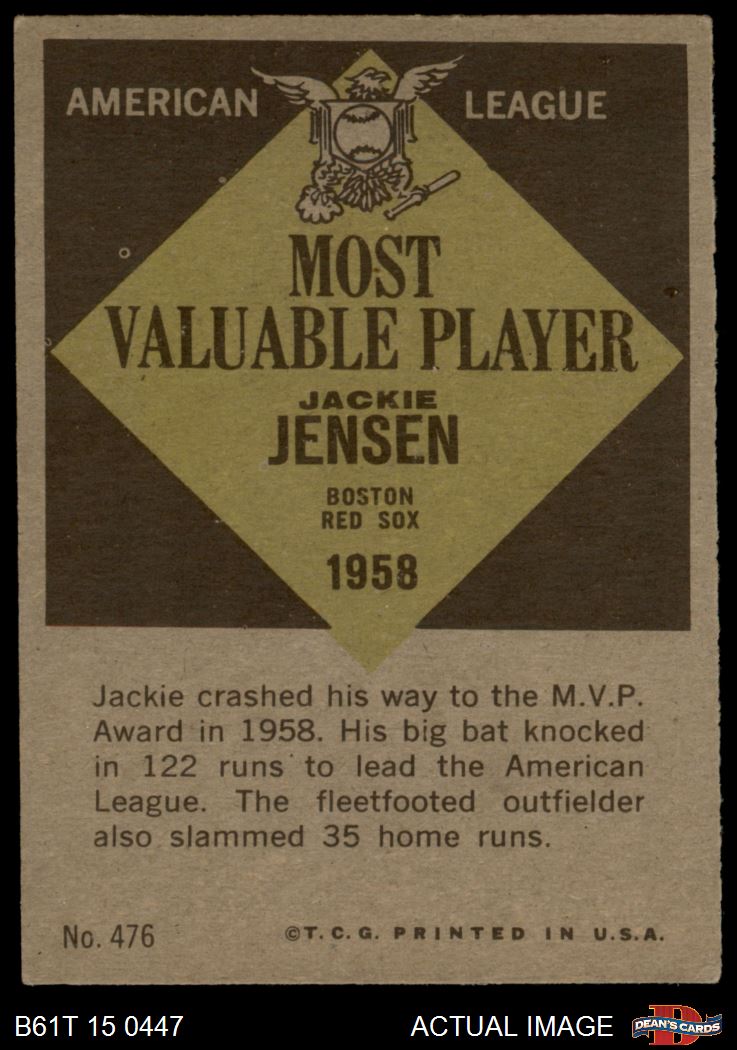 AMERICAN LEAGUE
MOST
VALUABLE PLAYER
JACKIE
JENSEN
BOSTON
RED SOX
1958
Jackie crashed his way to the M.V.P.
Award in 1958. His big bat knocked
in 122 runs to lead the American
League. The fleetfooted outfielder
also slammed 35 home runs.
No. 476 ©T.C.G. PRINTED IN U.S.A.
B61T 15 0447 ACTUAL IMAGE DEAN'S CARDS